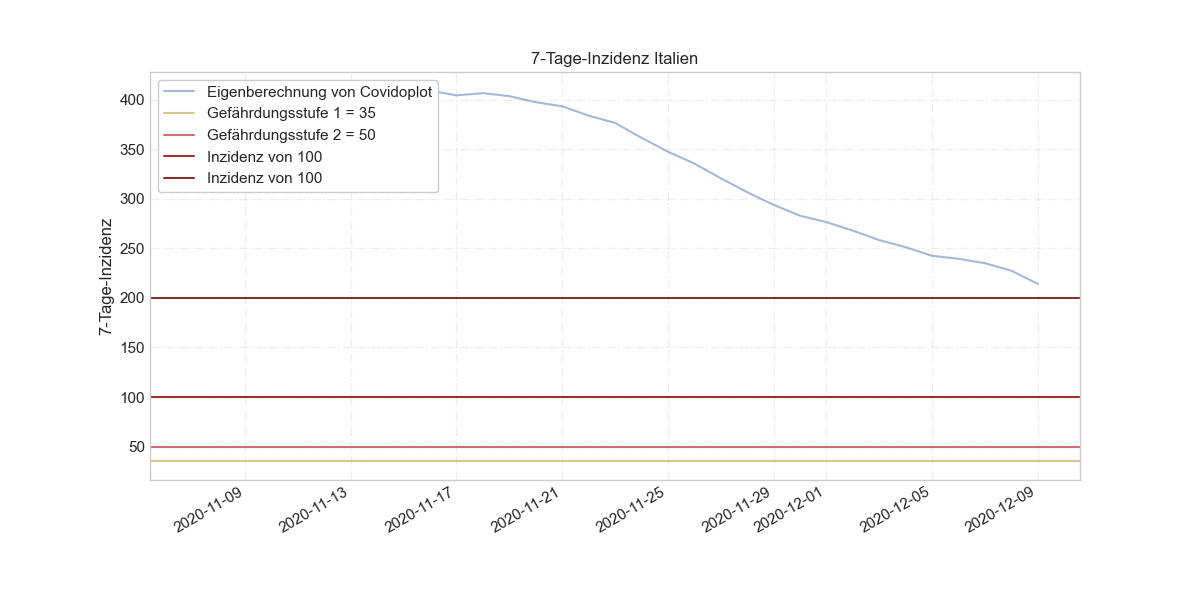 7-Tage-Inzidenz Italien
Eigenberechnung von Covidoplot
Gefährdungsstufe 1 = 35
Gefährdungsstufe 2 = 50
Inzidenz von 100
Inzidenz von 100
7-Tage-Inzidenz
400
350
300
250
200
150
100
50
2020-11-09
2020-11-13
2020-11-17
2020-11-21
2020-11-25
2020-11-29
2020-12-01
2020-12-05
2020-12-09